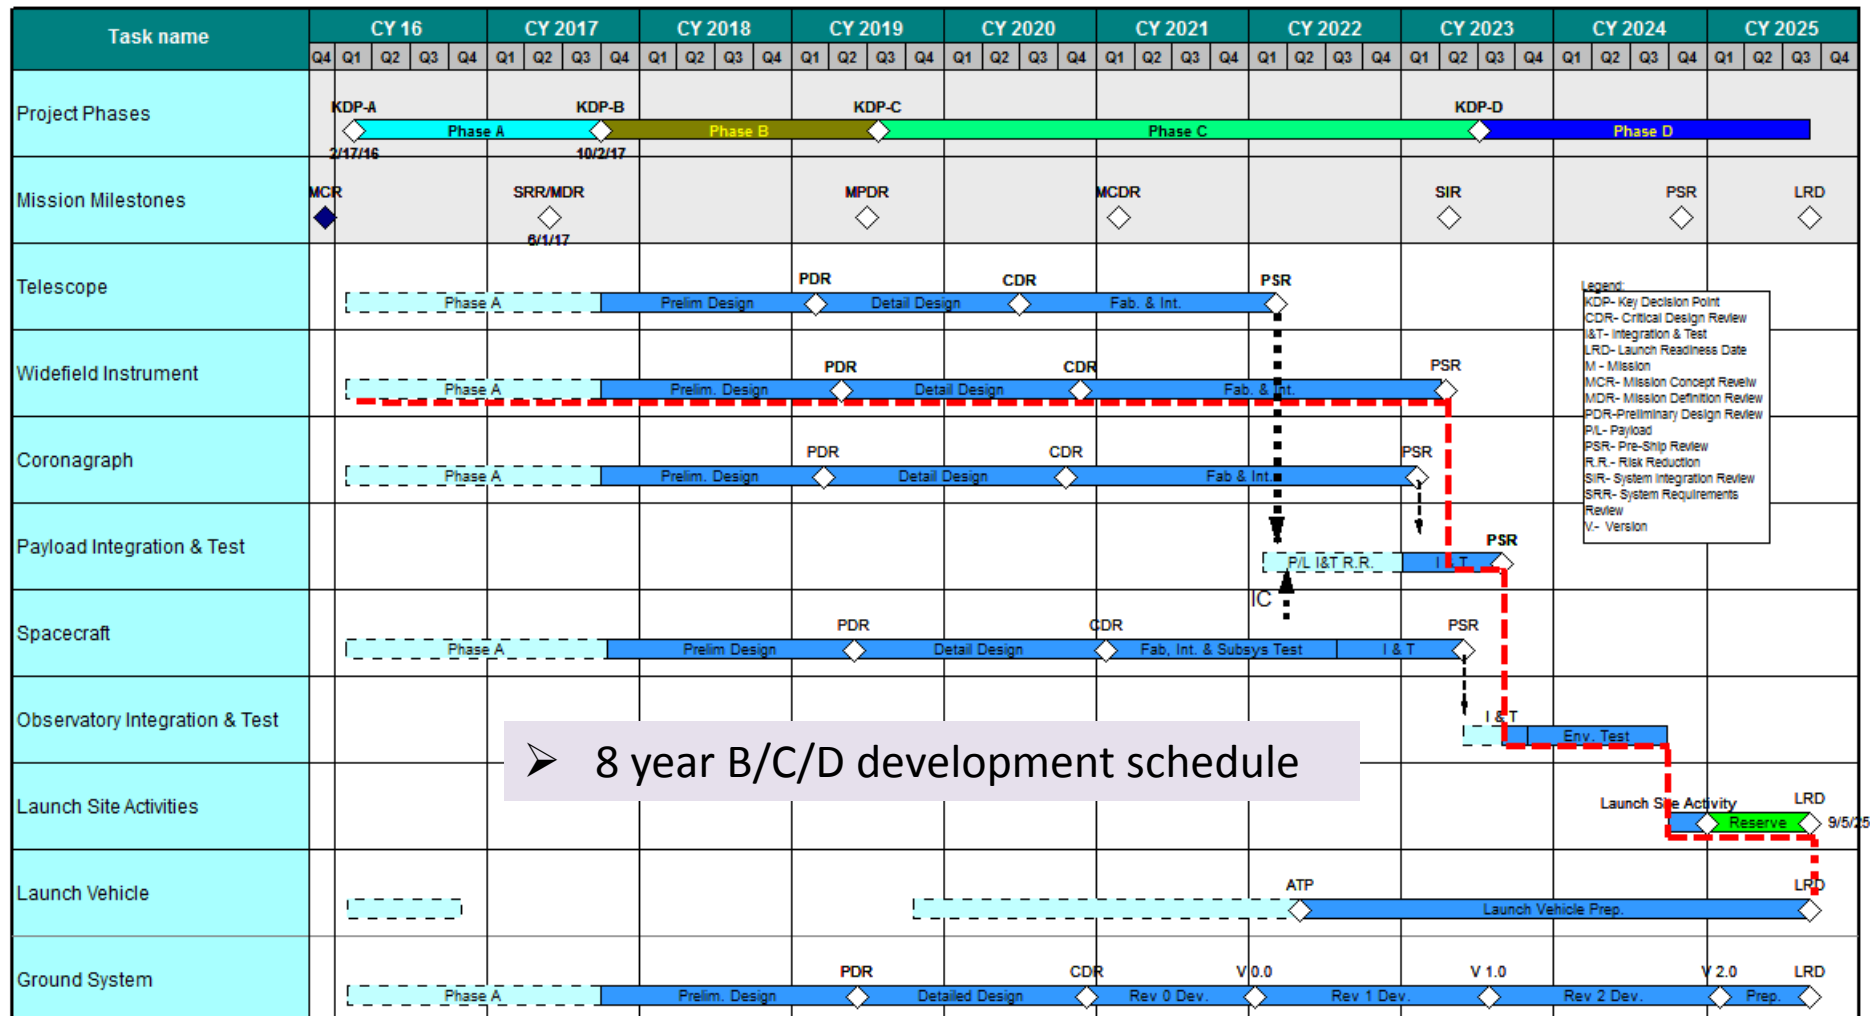 Task name
CY 16 CY 2017 CY 2018 CY 2019 CY 2020 CY 2021 CY 2022 CY 2023 CY 2024 CY 2025
Q4 Q1 Q2 Q3 Q4 Q1 Q2 Q3 Q4 Q1 Q2 Q3 Q4 Q1 Q2 Q3 Q4 Q1 Q2 Q3 Q4 Q1 Q2 Q3 Q4 Q1 Q2 Q3 Q4 Q1 Q2 Q3 Q4 Q1 Q2 Q3 Q4 Q1 Q2 Q3 Q4
Project Phases
KDP-A KDP-B KDP-C KDP-D
Phase A Phase B Phase C Phase D
2/17/16 10/2/17
Mission Milestones
MCR SRR/MDR MPDR MCDR SIR PSR LRD
6/1/17
Telescope
PDR CDR PSR
Phase A Prelim Design Detail Design Fab. & Int.
Legend:
KDP- Key Decision Point
CDR- Critical Design Review
I&T- Integration & Test
LRD- Launch Readiness Date
M - Mission
MCR- Mission Concept Reveiw
MDR- Mission Definition Review
PDR-Preliminary Design Review
P/L- Payload
PSR- Pre-Ship Review
R.R.- Risk Reduction
SIR- System Integration Review
SRR- System Requirements
Review
V.- Version
Widefield Instrument
PDR CDR PSR
Phase A Prelim. Design Detail Design Fab. & Int.
Coronagraph
PDR CDR PSR
Phase A Prelim. Design Detail Design Fab & Int.
Payload Integration & Test
PSR
P/L I&T R.R. I & T
IC
Spacecraft
PDR CDR PSR
Phase A Prelim Design Detail Design Fab, Int. & Subsys Test I & T
Observatory Integration & Test
I & T
Env. Test
➢ 8 year B/C/D development schedule
Launch Site Activities
Launch Site Activity LRD
Reserve 9/5/25
Launch Vehicle
ATP LRD
Launch Vehicle Prep.
Ground System
PDR CDR V 0.0 V 1.0 V 2.0 LRD
Phase A Prelim. Design Detailed Design Rev 0 Dev. Rev 1 Dev. Rev 2 Dev. Prep.